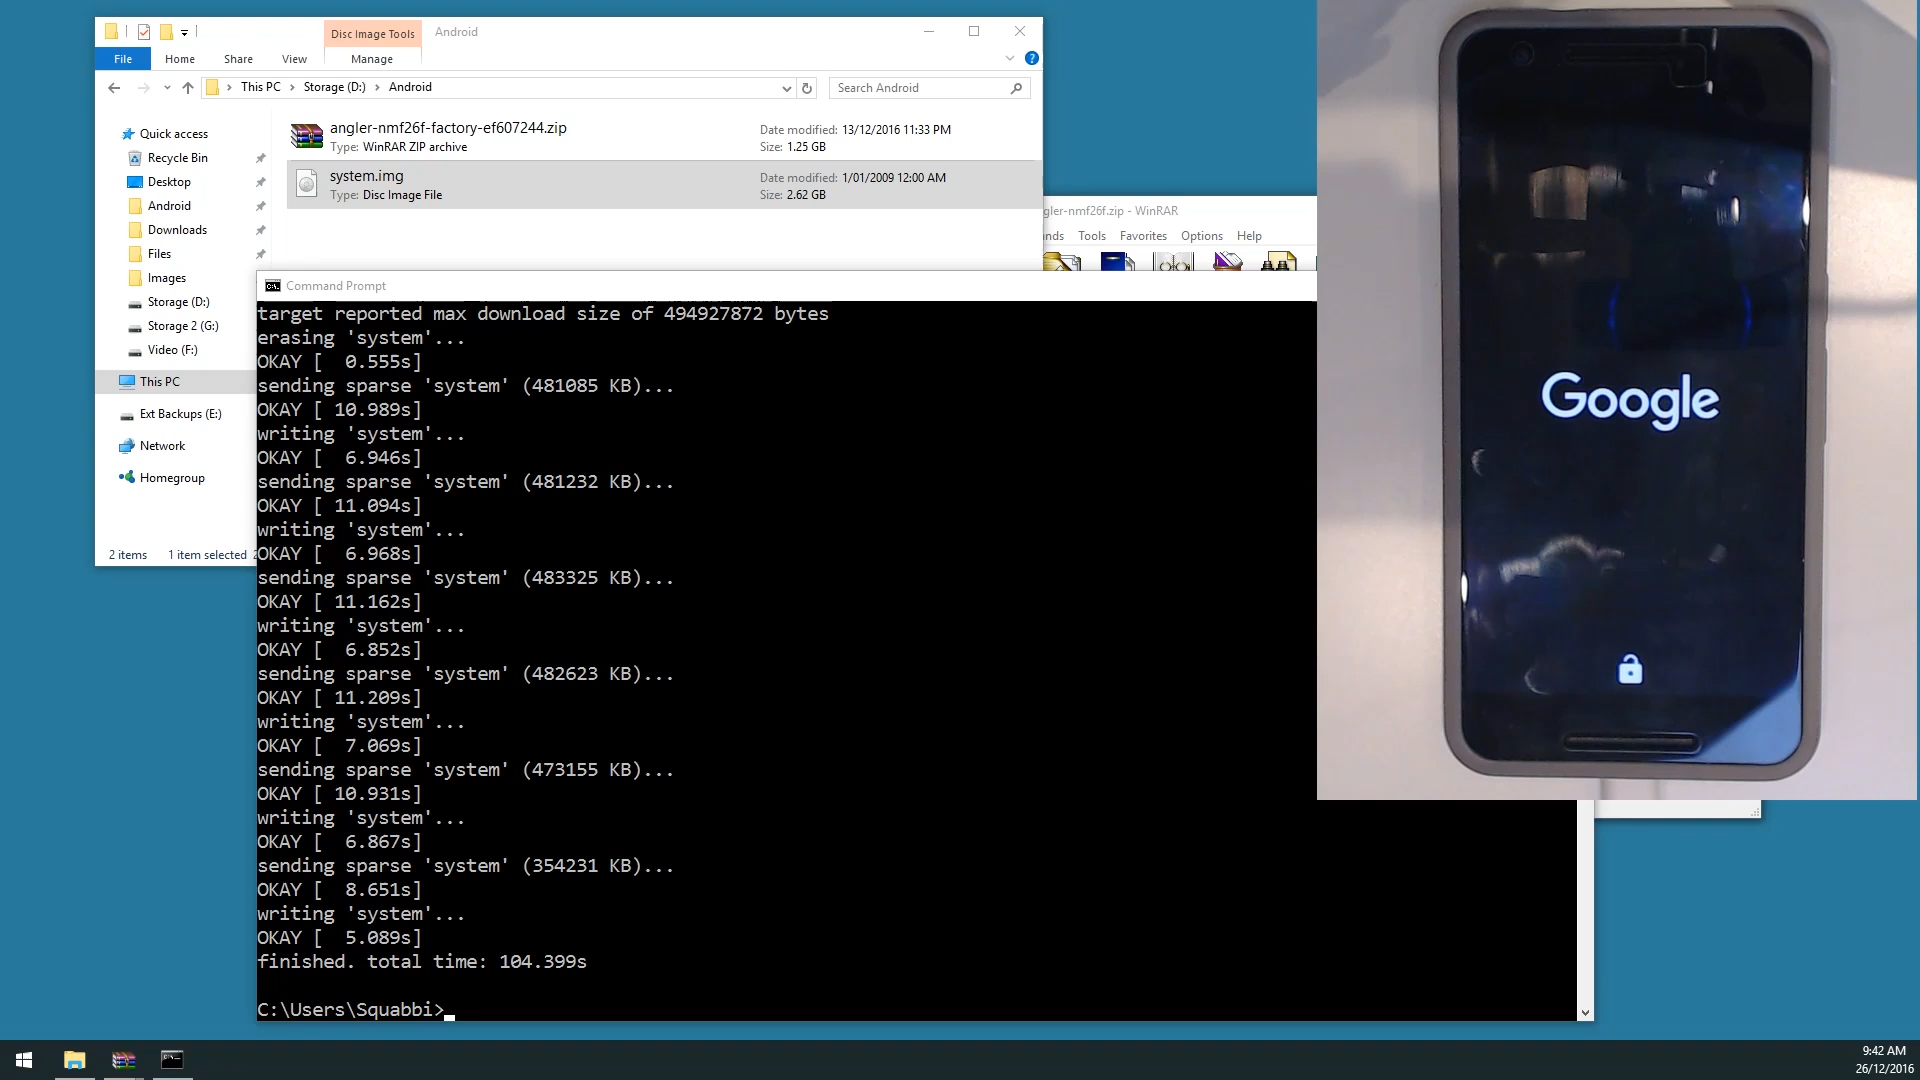 Disc Image Tools
Android
File
Home
Share
View
Manage
This PC
Storage (D:)
Android
Search Android
Quick access
Recycle Bin
Desktop
Android
Downloads
Files
Images
Storage (D:)
Storage 2 (G:)
Video (F:)
This PC
Ext Backups (E:)
Network
Homegroup
angler-nmf26f-factory-ef607244.zip
Type: WinRAR ZIP archive
Date modified: 13/12/2016 11:33 PM
Size: 1.25 GB
system.img
Type: Disc Image File
Date modified: 1/01/2009 12:00 AM
Size: 2.62 GB
2 items 1 item selected 2
gler-nmf26f.zip - WinRAR
nds Tools Favorites Options Help
Command Prompt
target reported max download size of 494927872 bytes
erasing 'system'...
OKAY [  0.555s]
sending sparse 'system' (481085 KB)...
OKAY [ 10.989s]
writing 'system'...
OKAY [  6.946s]
sending sparse 'system' (481232 KB)...
OKAY [ 11.094s]
writing 'system'...
OKAY [  6.968s]
sending sparse 'system' (483325 KB)...
OKAY [ 11.162s]
writing 'system'...
OKAY [  6.852s]
sending sparse 'system' (482623 KB)...
OKAY [ 11.209s]
writing 'system'...
OKAY [  7.069s]
sending sparse 'system' (473155 KB)...
OKAY [ 10.931s]
writing 'system'...
OKAY [  6.867s]
sending sparse 'system' (354231 KB)...
OKAY [  8.651s]
writing 'system'...
OKAY [  5.089s]
finished. total time: 104.399s
C:\Users\Squabbi>
Google
9:42 AM
26/12/2016